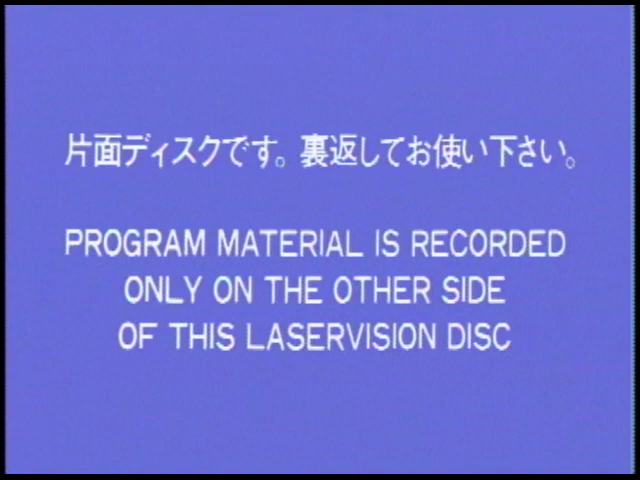 片面ディスクです。裏返してお使い下さい。
PROGRAM MATERIAL IS RECORDED
ONLY ON THE OTHER SIDE
OF THIS LASERVISION DISC